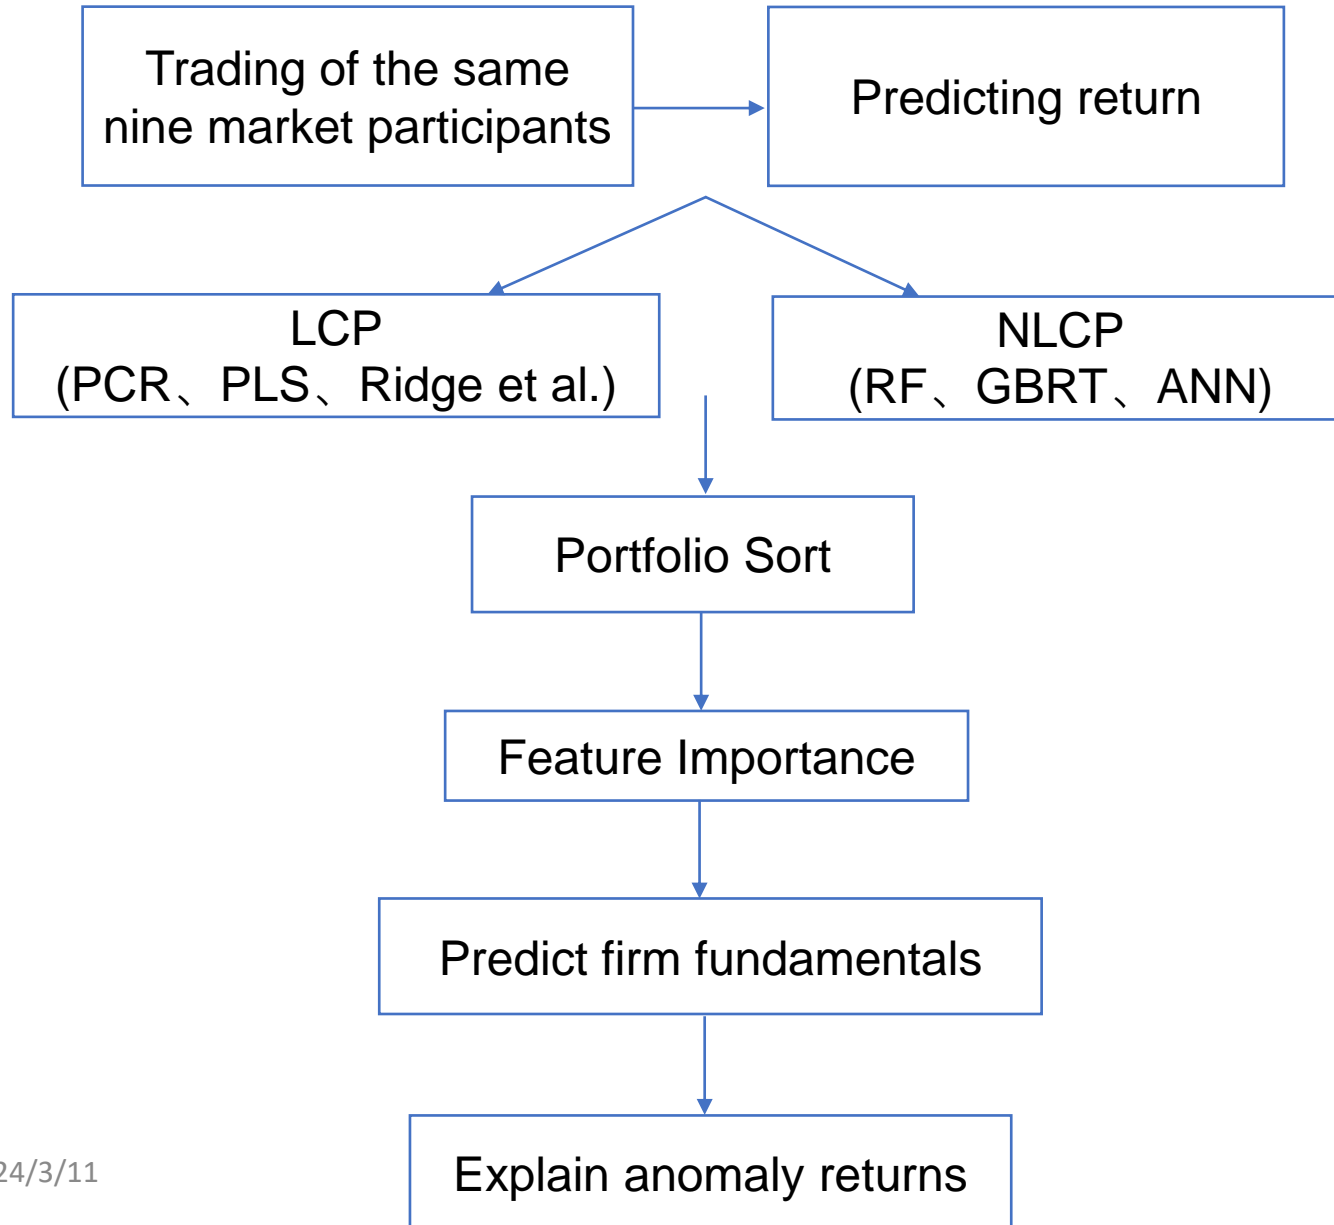 Trading of the same
nine market participants
Predicting return
LCP
(PCR、PLS、Ridge et al.)
NLCP
(RF、GBRT、ANN)
Portfolio Sort
Feature Importance
Predict firm fundamentals
24/3/11
Explain anomaly returns